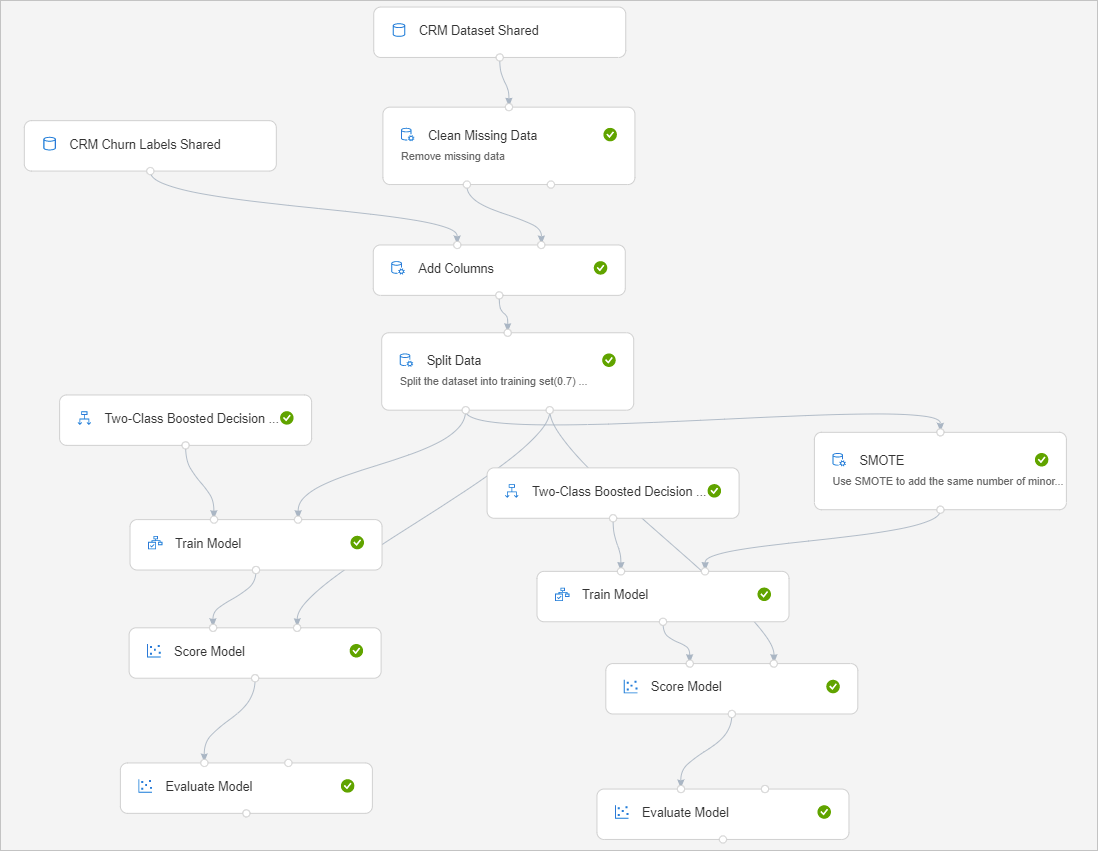 CRM Dataset Shared
Clean Missing Data
Remove missing data
CRM Churn Labels Shared
Add Columns
Split Data
Split the dataset into training set(0.7) ...
Two-Class Boosted Decision ...
SMOTE
Use SMOTE to add the same number of minor...
Two-Class Boosted Decision ...
Train Model
Train Model
Score Model
Score Model
Evaluate Model
Evaluate Model